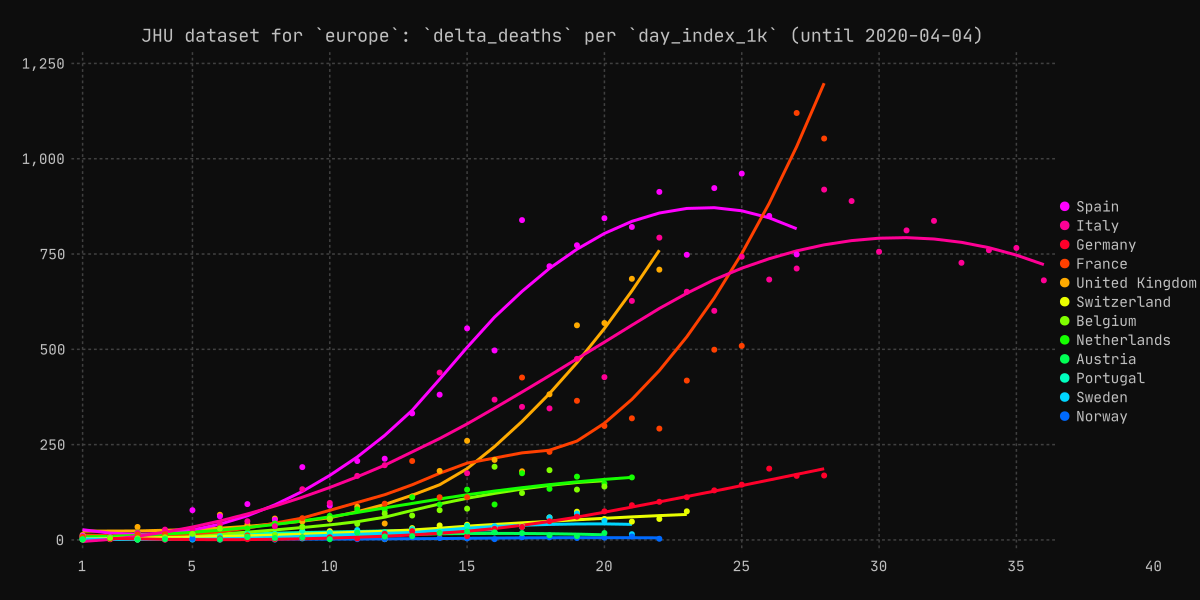 JHU dataset for `europe`: `delta_deaths` per `day_index_1k` (until 2020-04-04)
1,250
1,000
750
500
250
0
1 5 10 15 20 25 30 35 40
Spain
Italy
Germany
France
United Kingdom
Switzerland
Belgium
Netherlands
Austria
Portugal
Sweden
Norway